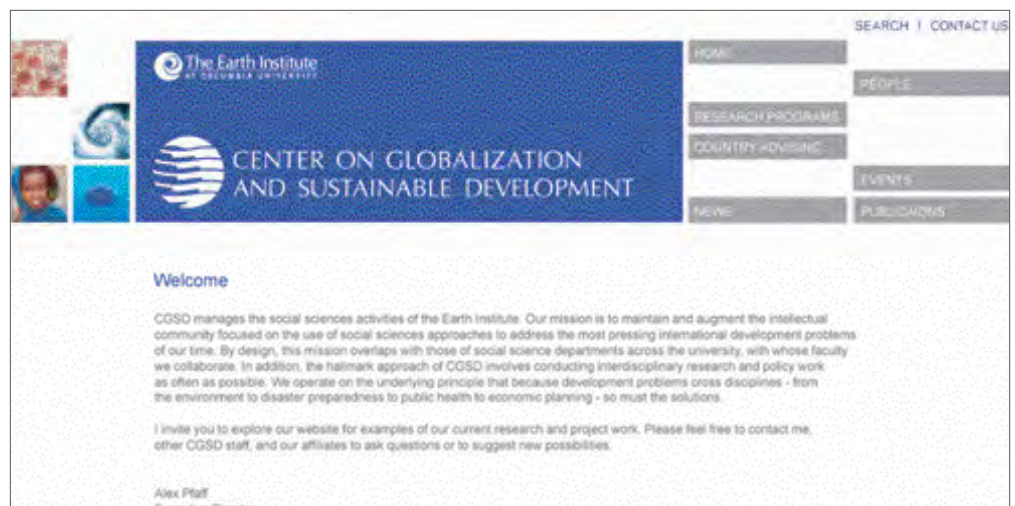 SEARCH | CONTACT US
The Earth Institute
AT COLUMBIA UNIVERSITY
CENTER ON GLOBALIZATION
AND SUSTAINABLE DEVELOPMENT
HOME
PEOPLE
RESEARCH PROGRAMS
COUNTRY ADVISING
EVENTS
NEWS
PUBLICAIONS
Welcome
CGSD manages the social sciences activities of the Earth Institute. Our mission is to maintain and augment the intellectual
community focused on the use of social sciences approaches to address the most pressing international development problems
of our time. By design, this mission overlaps with those of social science departments across the university, with whose faculty
we collaborate. In addition, the hallmark approach of CGSD involves conducting interdisciplinary research and policy work
as often as possible. We operate on the underlying principle that because development problems cross disciplines - from
the environment to disaster preparedness to public health to economic planning - so must the solutions.
I invite you to explore our website for examples of our current research and project work. Please feel free to contact me,
other CGSD staff, and our affiliates to ask questions or to suggest new possibilities.
Alex Pfaff